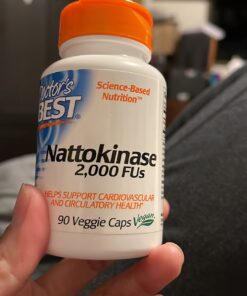 Doctor's
BEST
Science-Based
Nutrition™
Nattokinase
2,000 FUs
HELPS SUPPORT CARDIOVASCULAR
AND CIRCULATORY HEALTH*
90 Veggie Caps Vegan